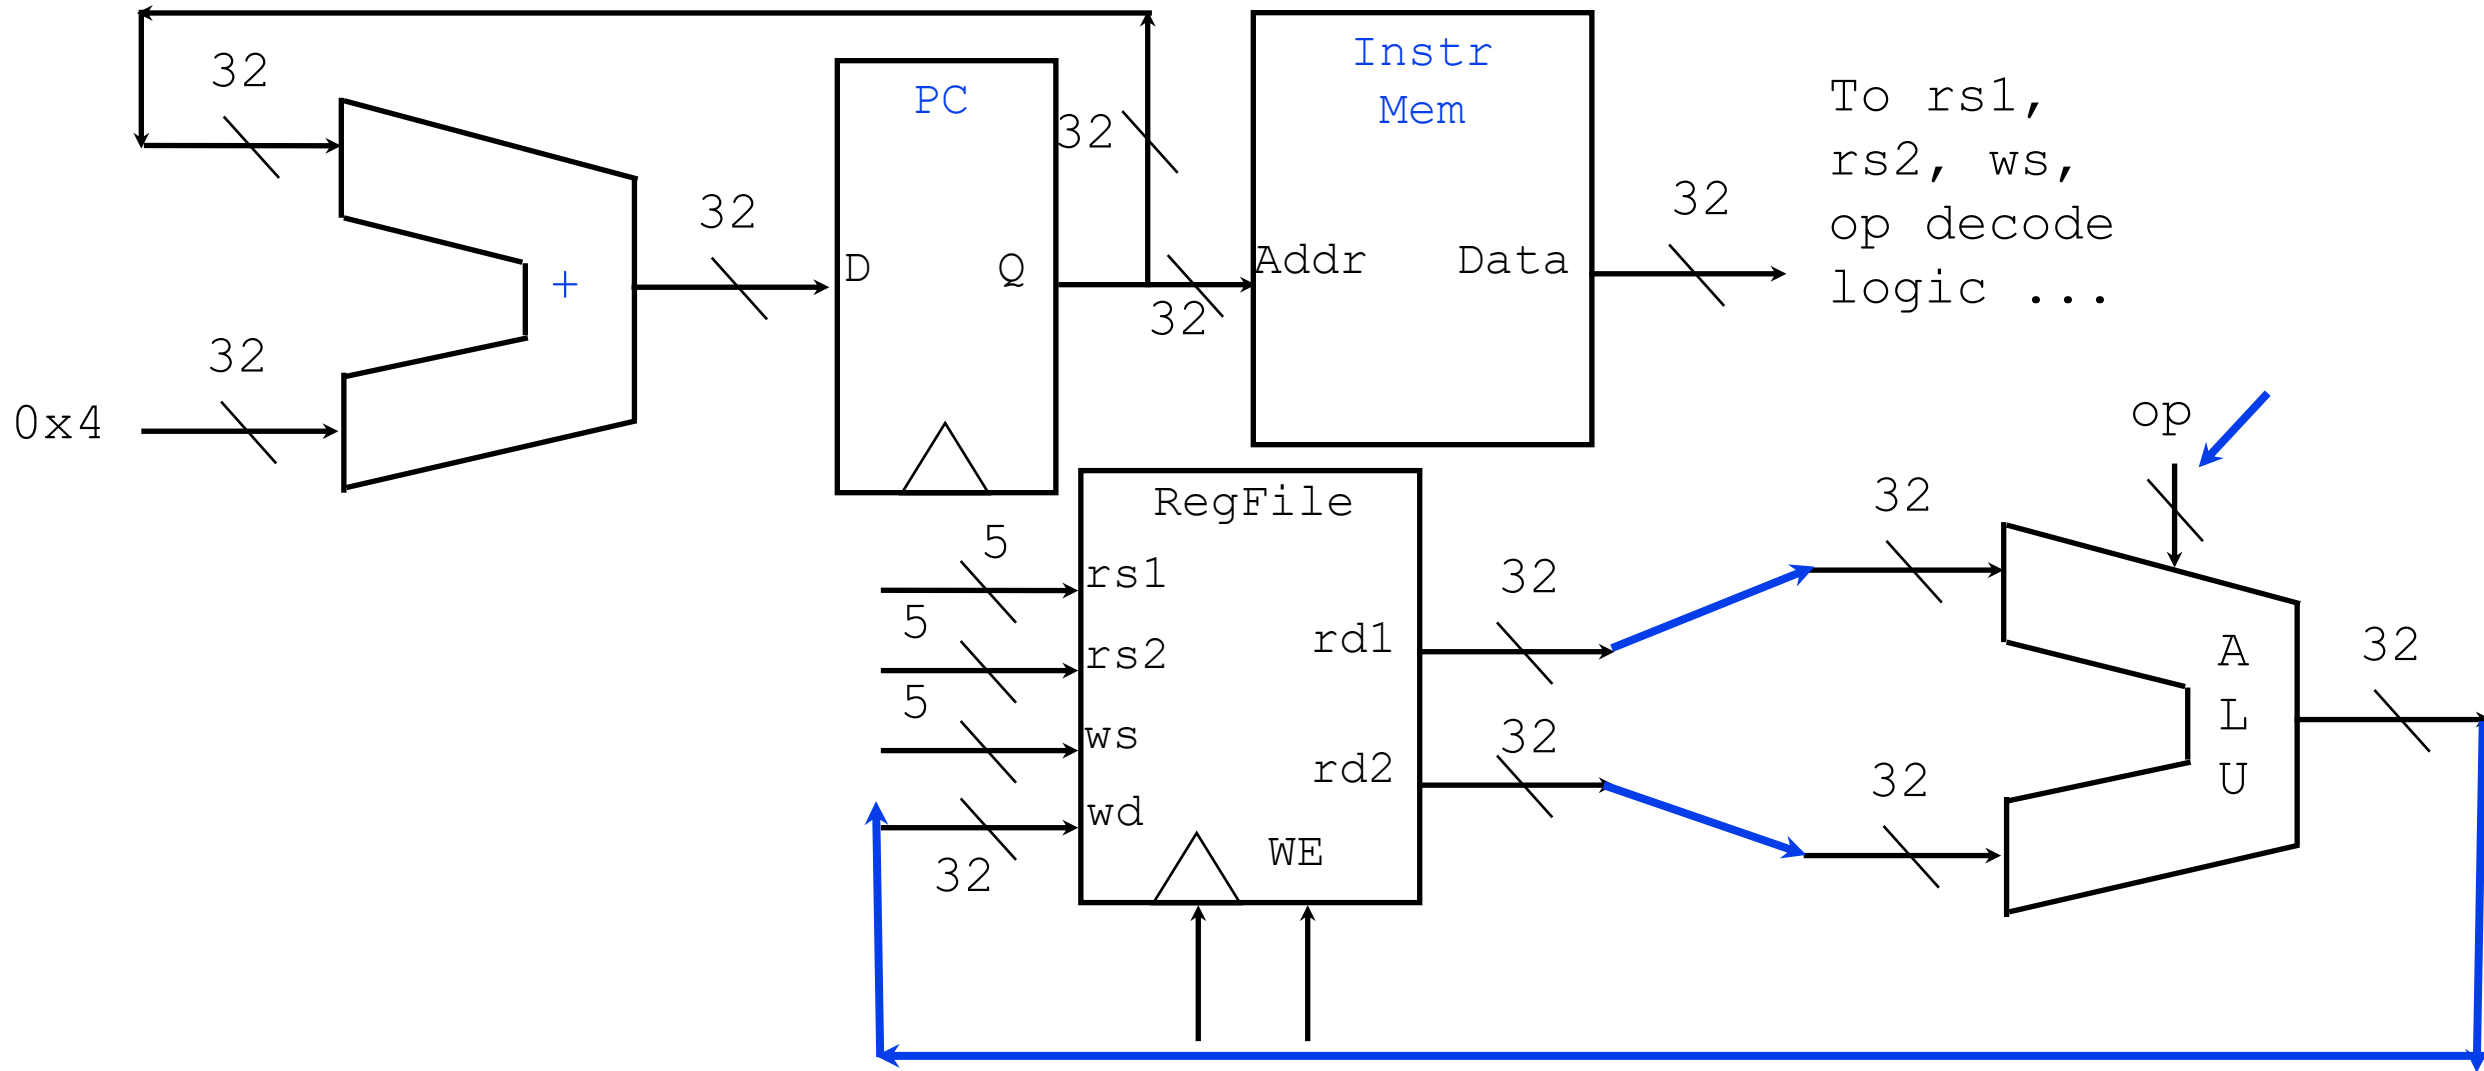 32
PC
32
Instr
Mem
To rs1,
rs2, ws,
op decode
logic ...
32
32
D
Q
Addr
Data
+
32
32
0x4
op
RegFile
32
5
rs1
32
5
rs2
rd1
32
A
L
U
5
ws
32
rd2
32
wd
32
WE